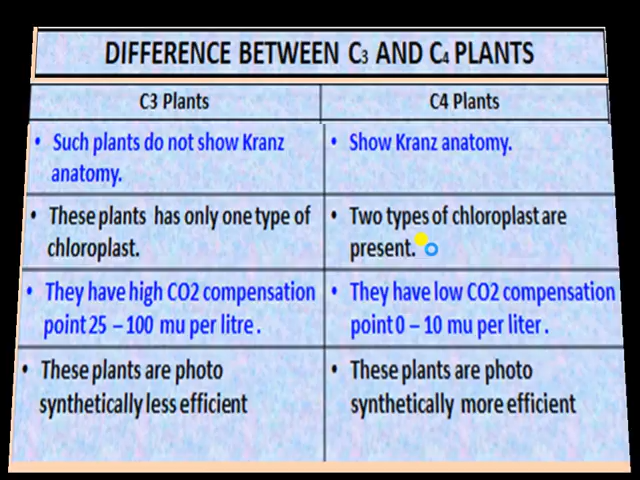 DIFFERENCE BETWEEN C3 AND C4 PLANTS
C3 Plants
C4 Plants
• Such plants do not show Kranz
anatomy.
• Show Kranz anatomy.
• These plants has only one type of
chloroplast.
• Two types of chloroplast are
present.
• They have high CO2 compensation
point 25 – 100 mu per litre .
• They have low CO2 compensation
point 0 – 10 mu per liter .
• These plants are photo
synthetically less efficient
• These plants are photo
synthetically more efficient